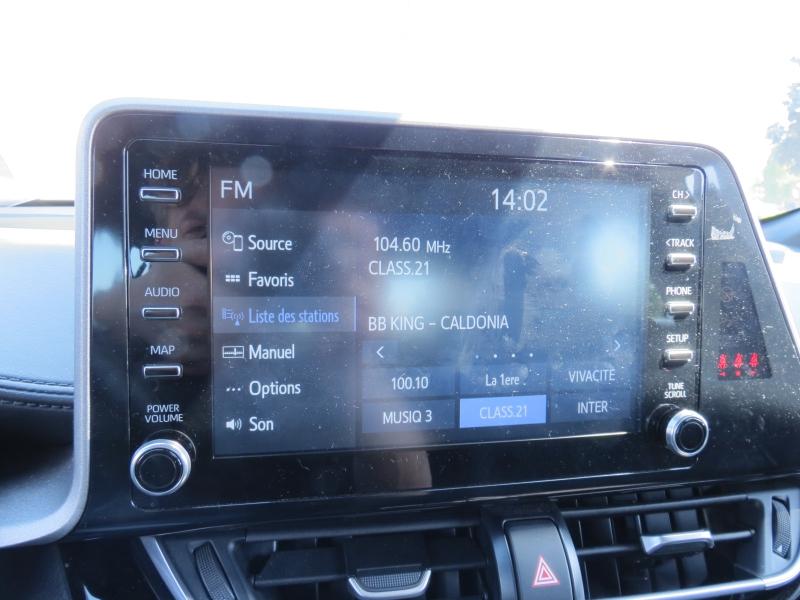 HOME
MENU
AUDIO
MAP
POWER
VOLUME
FM
14:02
Source
Favoris
Liste des stations
Manuel
Options
Son
104.60 MHz
CLASS.21
BB KING - CALDONIA
< >
100.10 La 1ere VIVACITE
MUSIQ 3 CLASS.21 INTER
CH >
< TRACK
PHONE
SETUP
TUNE
SCROLL